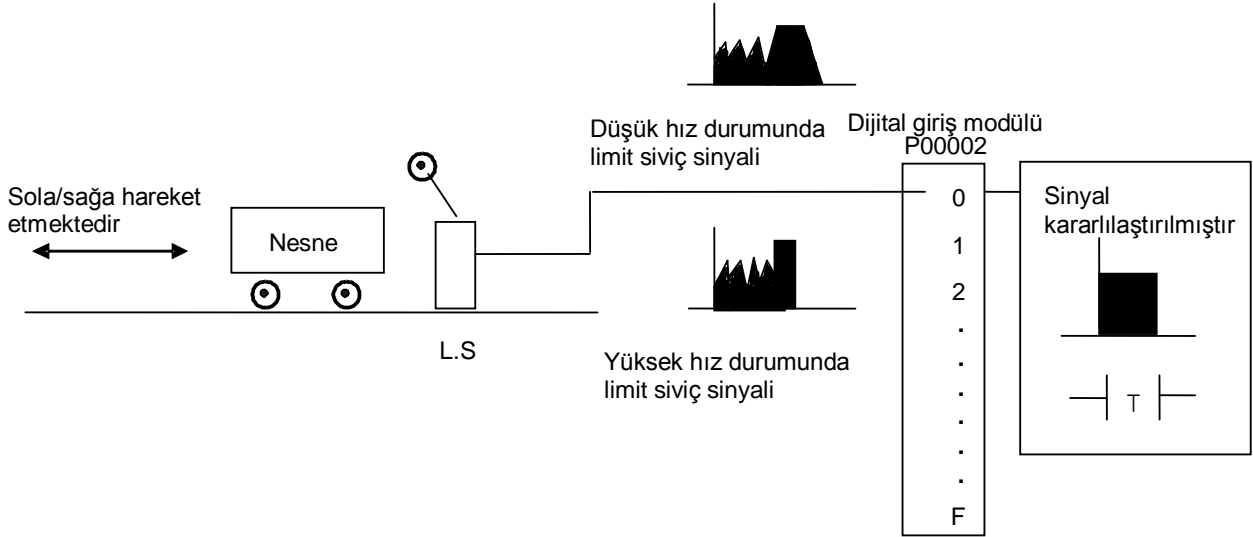 Düşük hız durumunda
limit siviç sinyali
Dijital giriş modülü
P00002
Sola/sağa hareket
etmektedir
Nesne
L.S
Yüksek hız durumunda
limit siviç sinyali
0
1
2
.
.
.
.
.
.
F
Sinyal
kararlılaştırılmıştır
T